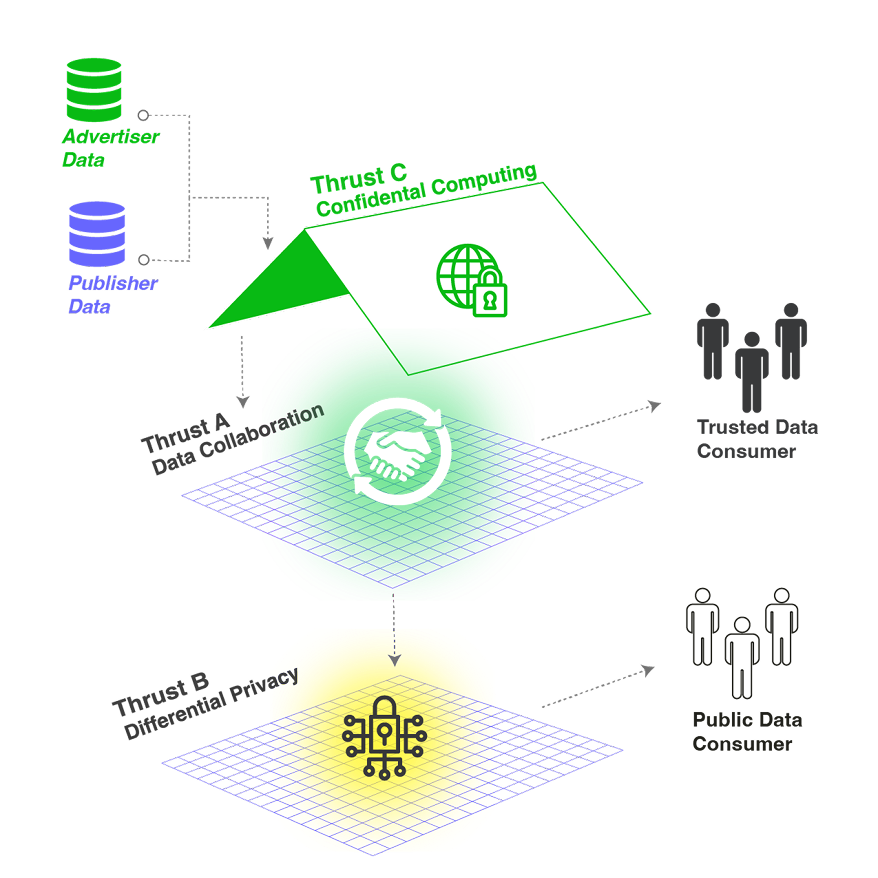 Advertiser
Data
Publisher
Data
Thrust C
Confidental Computing
Thrust A
Data Collaboration
Trusted Data
Consumer
Thrust B
Differential Privacy
Public Data
Consumer